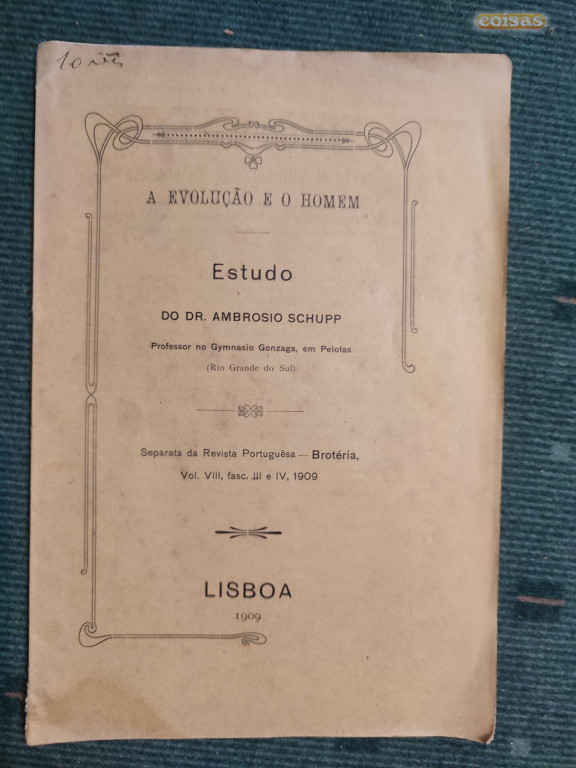 coisas
A EVOLUÇÃO E O HOMEM
Estudo
DO DR. AMBROSIO SCHUPP
Professor no Gymnasio Gonzaga, em Pelotas
(Rio Grande do Sul)
Separata da Revista Portuguêsa — Brotéria,
Vol. VIII, fasc. III e IV, 1909
LISBOA
1909